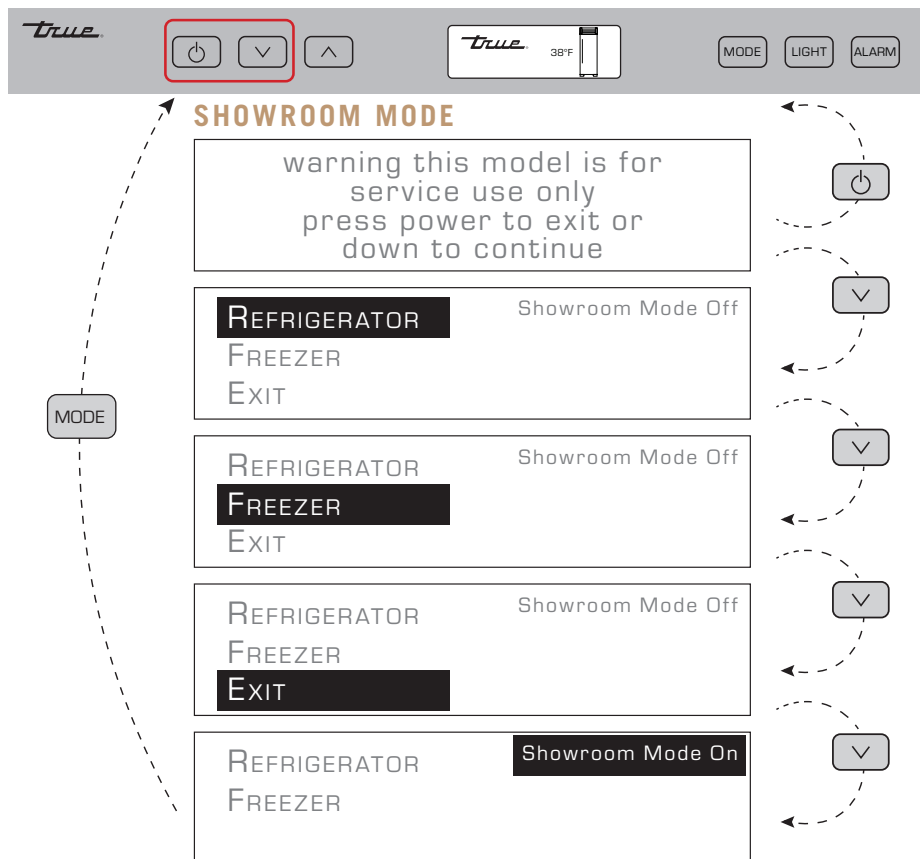 True.
True. 38°F
MODE LIGHT ALARM
SHOWROOM MODE
warning this model is for
service use only
press power to exit or
down to continue
REFRIGERATOR Showroom Mode Off
FREEZER
EXIT
MODE
REFRIGERATOR Showroom Mode Off
FREEZER
EXIT
REFRIGERATOR Showroom Mode Off
FREEZER
EXIT
REFRIGERATOR Showroom Mode On
FREEZER